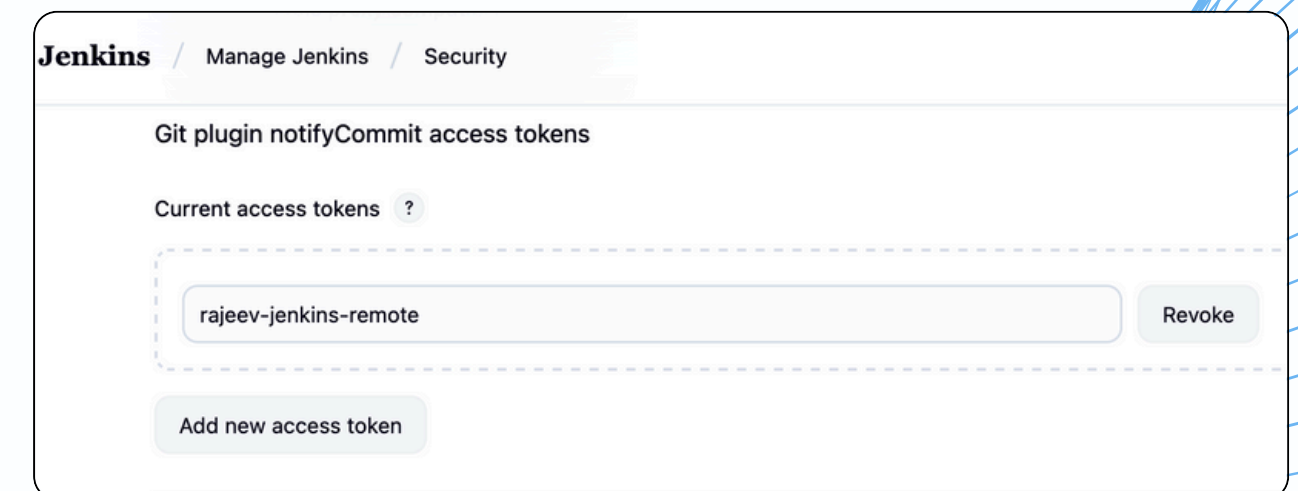 Jenkins / Manage Jenkins / Security
Git plugin notifyCommit access tokens
Current access tokens ?
rajeev-jenkins-remote Revoke
Add new access token